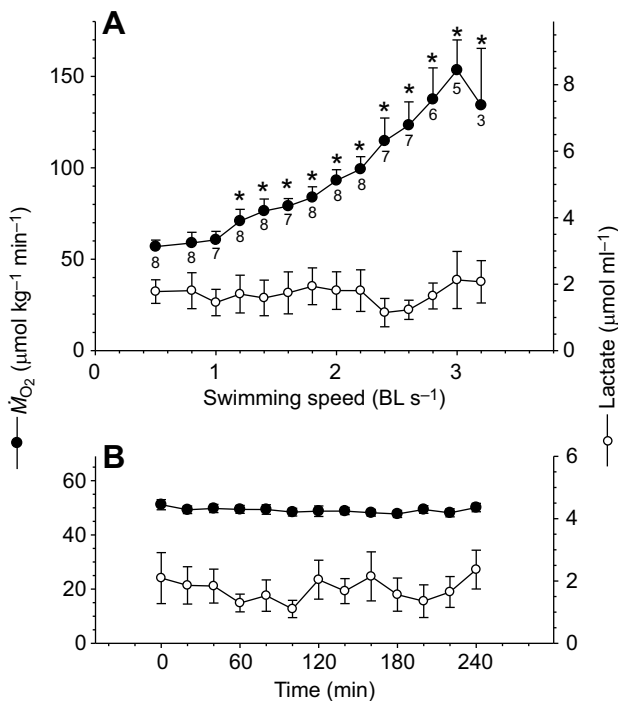 A
150
100
50
0
8
6
4
2
0
* * * * * * * * * * *
8 8 7 8 8 7 8 8 8 7 7 6 5 3
0 1 2 3
Swimming speed (BL s⁻¹)
ṀO₂ (μmol kg⁻¹ min⁻¹)
Lactate (μmol ml⁻¹)
B
60
40
20
0
6
4
2
0
0 60 120 180 240
Time (min)